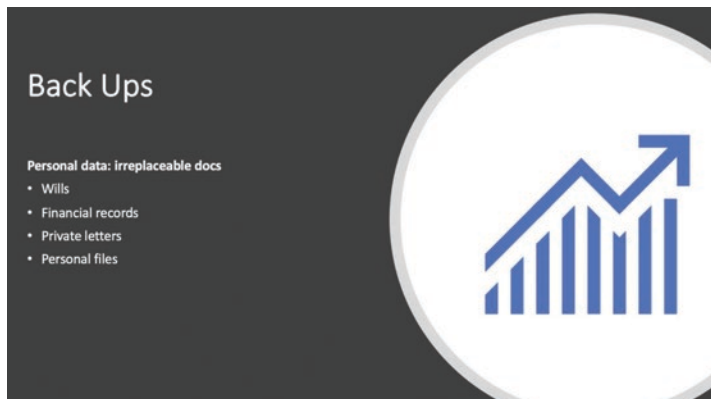 Back Ups
Personal data: irreplaceable docs
• Wills
• Financial records
• Private letters
• Personal files